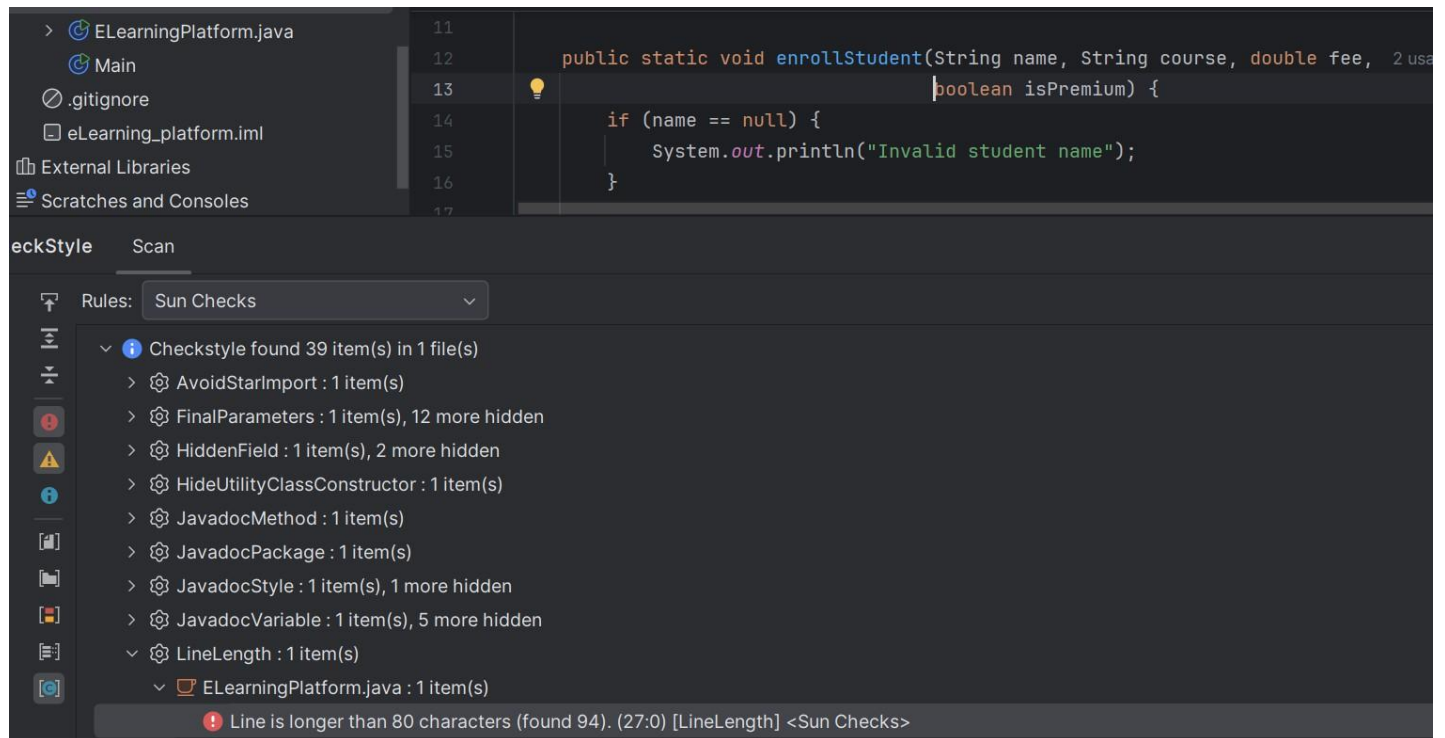 ELearningPlatform.java
Main
.gitignore
eLearning_platform.iml
External Libraries
Scratches and Consoles
11
12 public static void enrollStudent(String name, String course, double fee, 2 usa
13 boolean isPremium) {
14 if (name == null) {
15 System.out.println("Invalid student name");
16 }
17
eckStyle Scan
Rules: Sun Checks
Checkstyle found 39 item(s) in 1 file(s)
AvoidStarImport : 1 item(s)
FinalParameters : 1 item(s), 12 more hidden
HiddenField : 1 item(s), 2 more hidden
HideUtilityClassConstructor : 1 item(s)
JavadocMethod : 1 item(s)
JavadocPackage : 1 item(s)
JavadocStyle : 1 item(s), 1 more hidden
JavadocVariable : 1 item(s), 5 more hidden
LineLength : 1 item(s)
ELearningPlatform.java : 1 item(s)
Line is longer than 80 characters (found 94). (27:0) [LineLength] <Sun Checks>